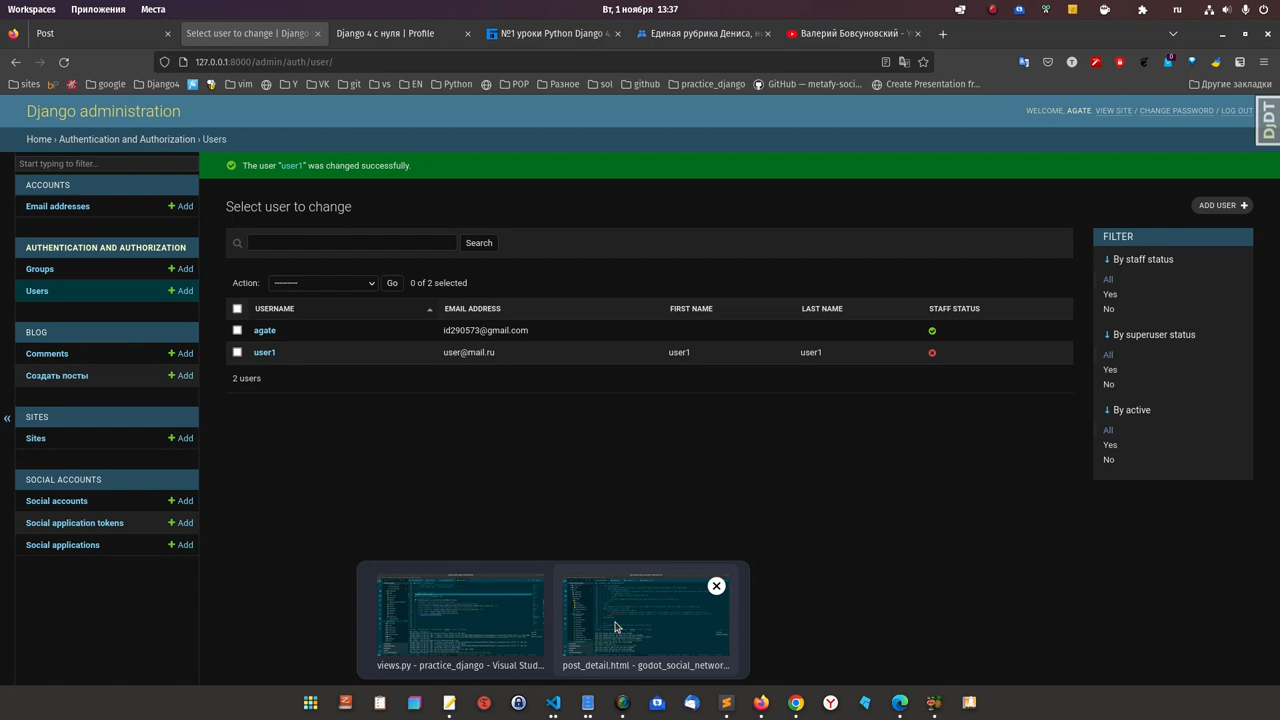 Workspaces Приложения Места Вт, 1 ноября 13:37 ru
Post Select user to change | Django Django 4 с нуля | Profile №1 уроки Python Django 4. Единая рубрика Дениса, н Валерий Бовсуновский - Y
127.0.0.1:8000/admin/auth/user/
sites google Django4 vim Y VK vs EN Python POP Разное sol github practice_django GitHub — metafy-soci... Create Presentation fr... Другие закладки
Django administration
WELCOME, AGATE. VIEW SITE / CHANGE PASSWORD / LOG OUT
DJDT
Home › Authentication and Authorization › Users
Start typing to filter...
The user “user1” was changed successfully.
ACCOUNTS
Email addresses Add
AUTHENTICATION AND AUTHORIZATION
Groups Add
Users Add
BLOG
Comments Add
Создать посты Add
SITES
Sites Add
SOCIAL ACCOUNTS
Social accounts Add
Social application tokens Add
Social applications Add
«
Select user to change
ADD USER
Search
Action: --------- Go 0 of 2 selected
USERNAME EMAIL ADDRESS FIRST NAME LAST NAME STAFF STATUS
agate id290573@gmail.com
user1 user@mail.ru user1 user1
2 users
FILTER
↓ By staff status
All
Yes
No
↓ By superuser status
All
Yes
No
↓ By active
All
Yes
No
views.py - practice_django - Visual Stud...
post_detail.html - godot_social_networ...